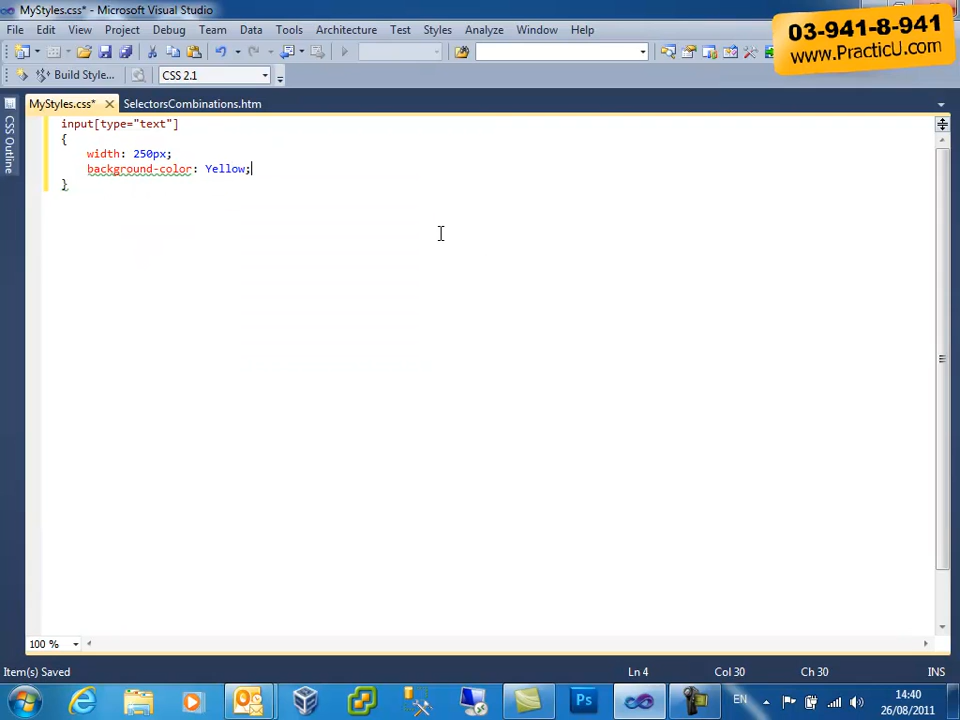 MyStyles.css* - Microsoft Visual Studio
File Edit View Project Debug Team Data Tools Architecture Test Styles Analyze Window Help
03-941-8-941
www.PracticU.com
Build Style... CSS 2.1
MyStyles.css* SelectorsCombinations.htm
CSS Outline
input[type="text"]
{
width: 250px;
background-color: Yellow;
}
100 %
Item(s) Saved Ln 4 Col 30 Ch 30 INS
EN 14:40
26/08/2011
Ps